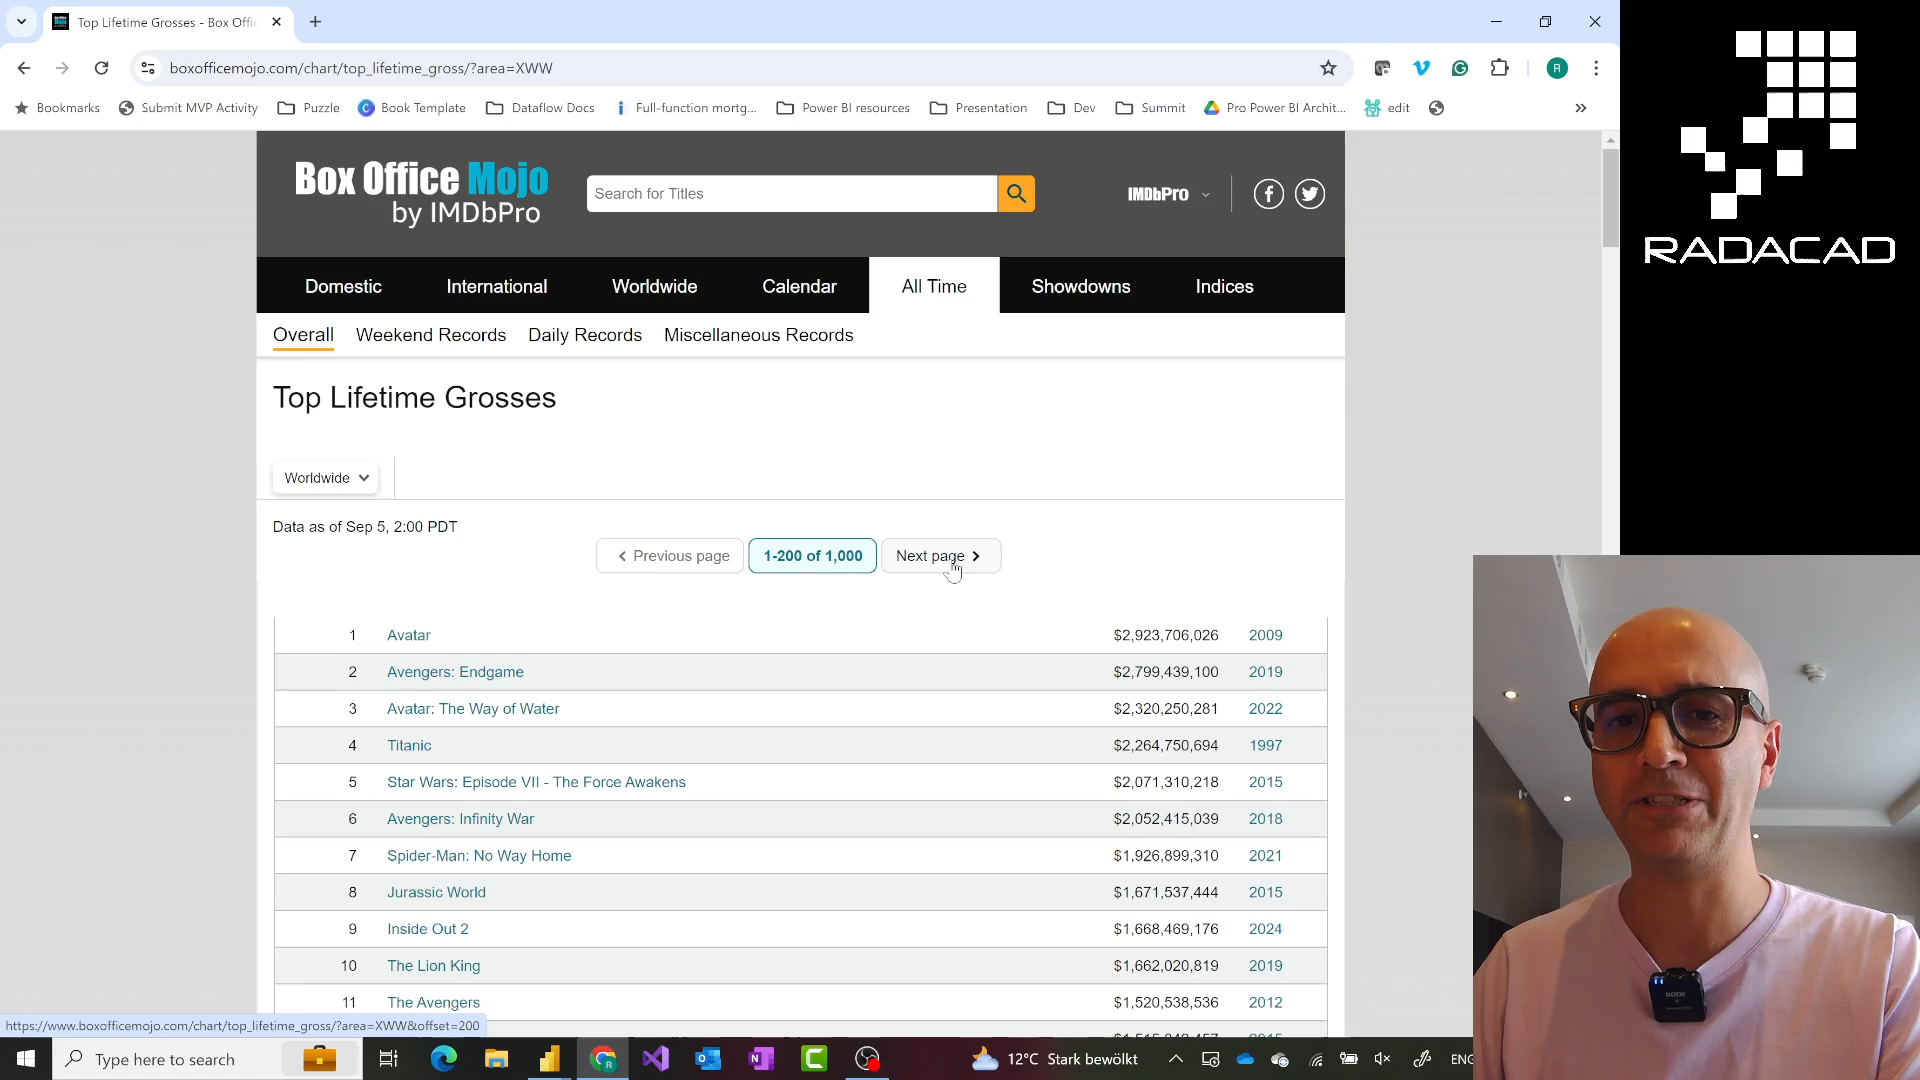 Top Lifetime Grosses - Box Offic
boxofficemojo.com/chart/top_lifetime_gross/?area=XWW
R
Bookmarks
Submit MVP Activity
Puzzle
Book Template
Dataflow Docs
Full-function mortg...
Power BI resources
Presentation
Dev
Summit
Pro Power BI Archit...
edit
RADACAD
Box Office Mojo
by IMDbPro
Search for Titles
IMDbPro
Domestic
International
Worldwide
Calendar
All Time
Showdowns
Indices
Overall
Weekend Records
Daily Records
Miscellaneous Records
Top Lifetime Grosses
Worldwide
Data as of Sep 5, 2:00 PDT
Previous page
1-200 of 1,000
Next page
1 Avatar $2,923,706,026 2009
2 Avengers: Endgame $2,799,439,100 2019
3 Avatar: The Way of Water $2,320,250,281 2022
4 Titanic $2,264,750,694 1997
5 Star Wars: Episode VII - The Force Awakens $2,071,310,218 2015
6 Avengers: Infinity War $2,052,415,039 2018
7 Spider-Man: No Way Home $1,926,899,310 2021
8 Jurassic World $1,671,537,444 2015
9 Inside Out 2 $1,668,469,176 2024
10 The Lion King $1,662,020,819 2019
11 The Avengers $1,520,538,536 2012
https://www.boxofficemojo.com/chart/top_lifetime_gross/?area=XWW&offset=200
RØDE
Type here to search
12°C Stark bewölkt
ENG